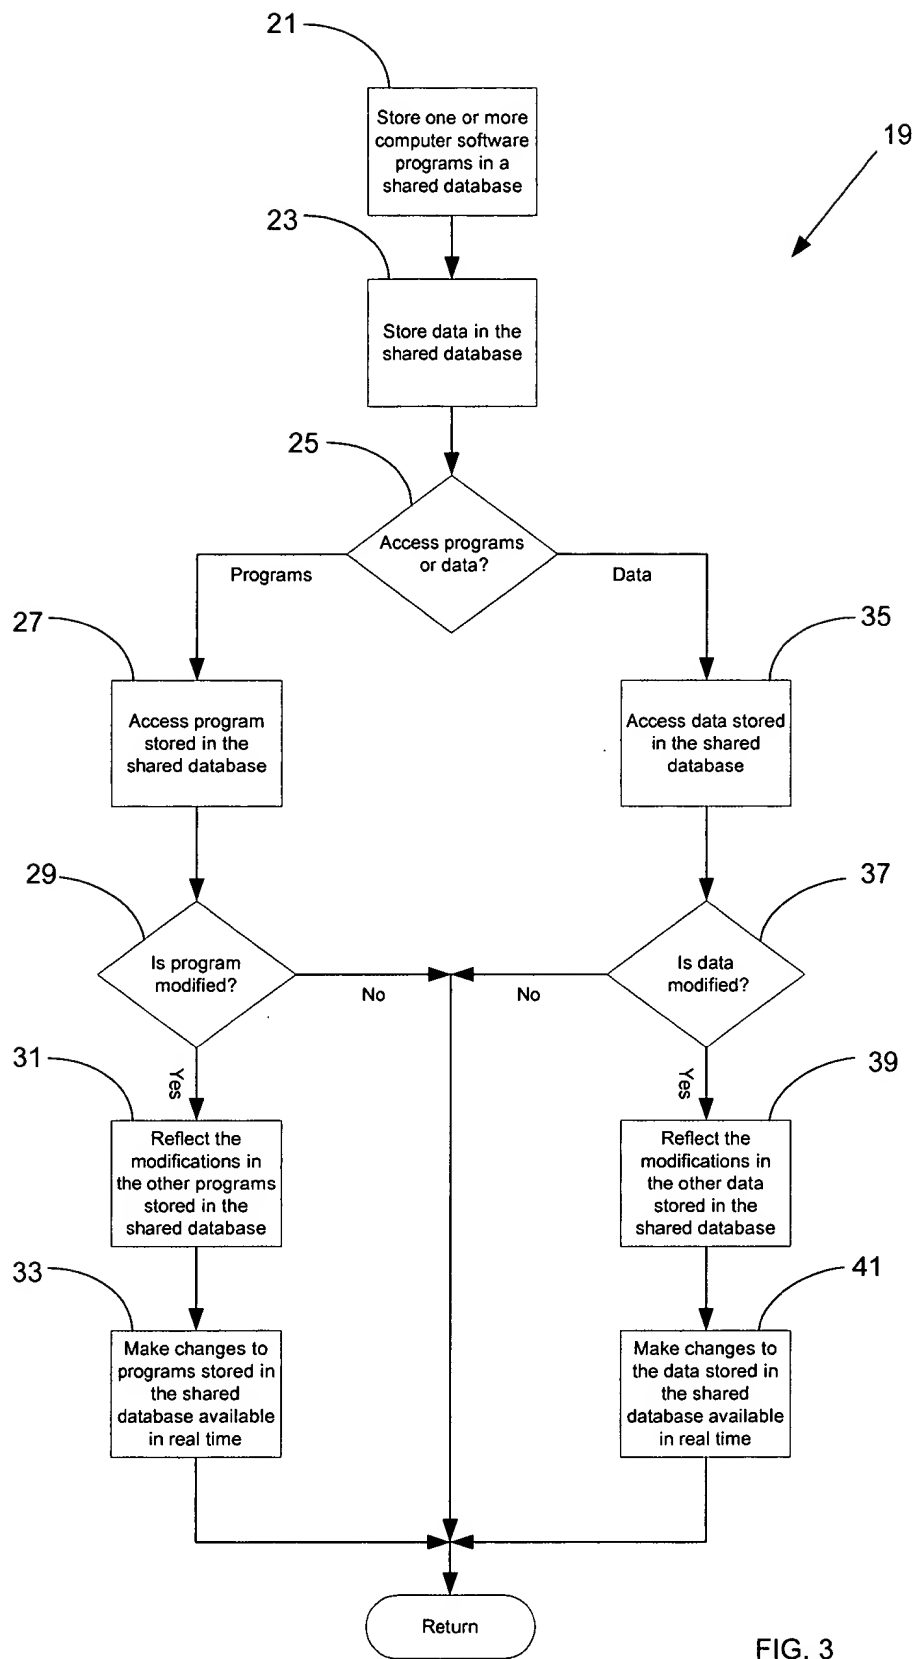 21
Store one or more
computer software
programs in a
shared database
19
23
Store data in the
shared database
25
Access programs
or data?
Programs
Data
27
Access program
stored in the
shared database
35
Access data stored
in the shared
database
29
Is program
modified?
No
37
Is data
modified?
No
31
Yes
Reflect the
modifications in
the other programs
stored in the
shared database
39
Yes
Reflect the
modifications in
the other data
stored in the
shared database
33
Make changes to
programs stored in
the shared
database available
in real time
41
Make changes to
the data stored in
the shared
database available
in real time
Return
FIG. 3